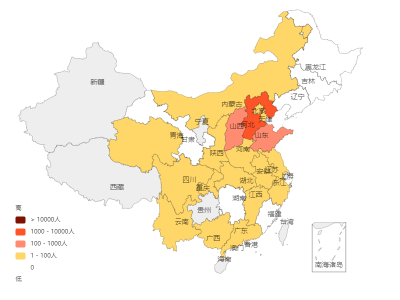 黑龙江
吉林
辽宁
新疆
内蒙古
北京
天津
河北
山西
山东
宁夏
青海
甘肃
陕西
河南
西藏
四川
重庆
湖北
安徽
江苏
上海
浙江
江西
湖南
贵州
云南
福建
台湾
广西
广东
香港
澳门
海南
南海诸岛
高
> 10000人
1000 - 10000人
100 - 1000人
1 - 100人
0
低